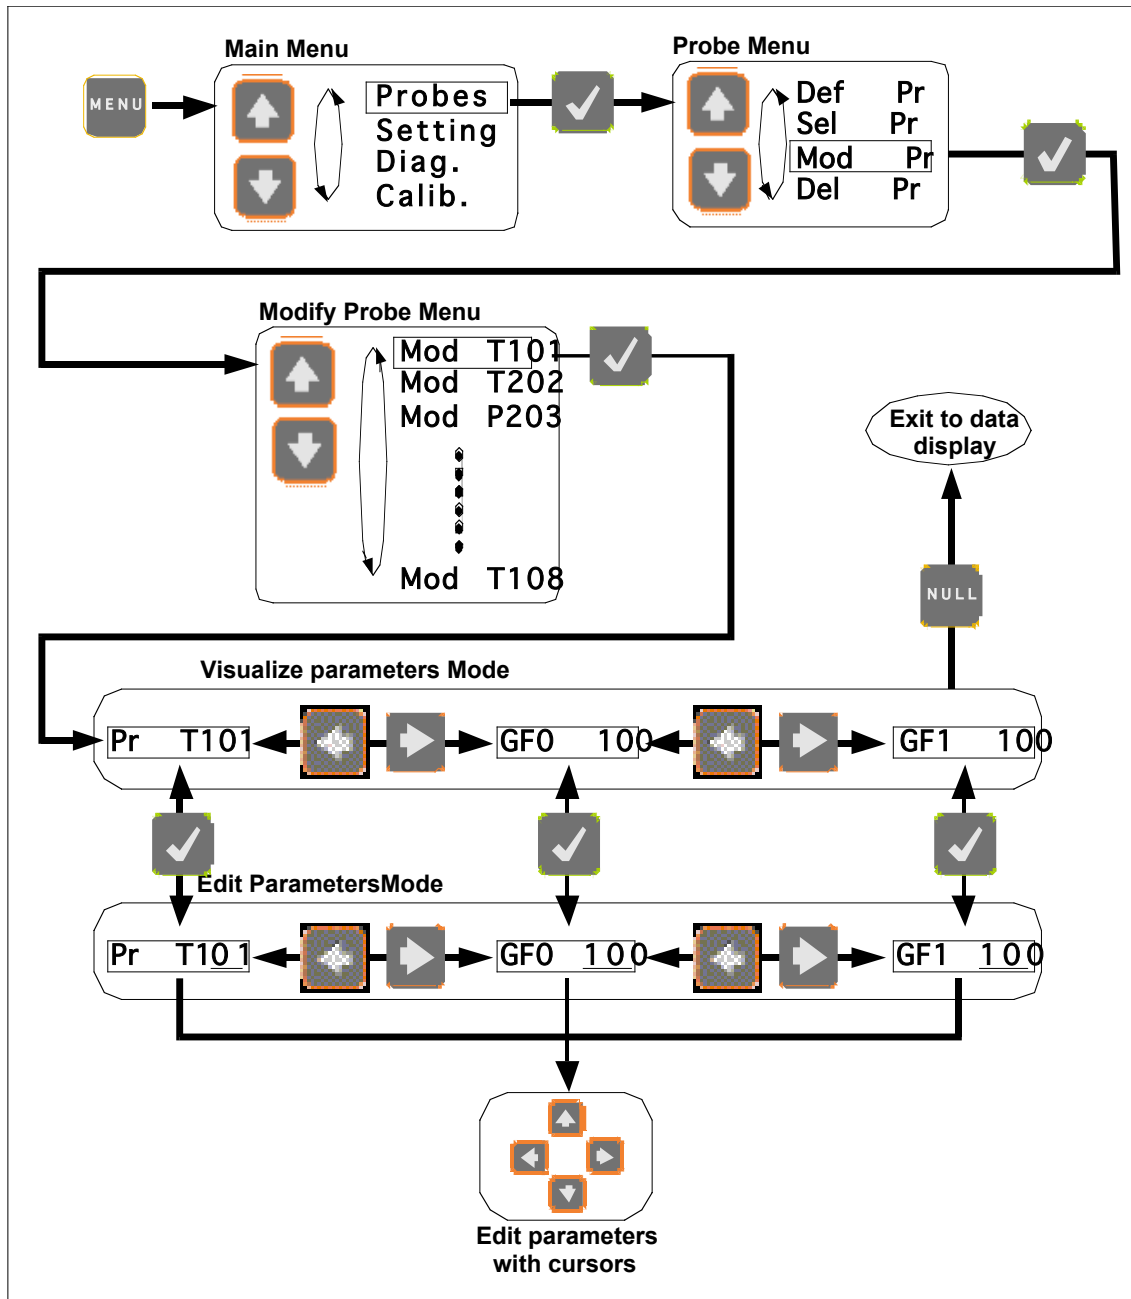 Main Menu
Probe Menu
MENU
Probes
Setting
Diag.
Calib.
Def Pr
Sel Pr
Mod Pr
Del Pr
Modify Probe Menu
Mod T101
Mod T202
Mod P203
Mod T108
Exit to data
display
NULL
Visualize parameters Mode
Pr T101
GF0 100
GF1 100
Edit ParametersMode
Pr T101
GF0 100
GF1 100
Edit parameters
with cursors